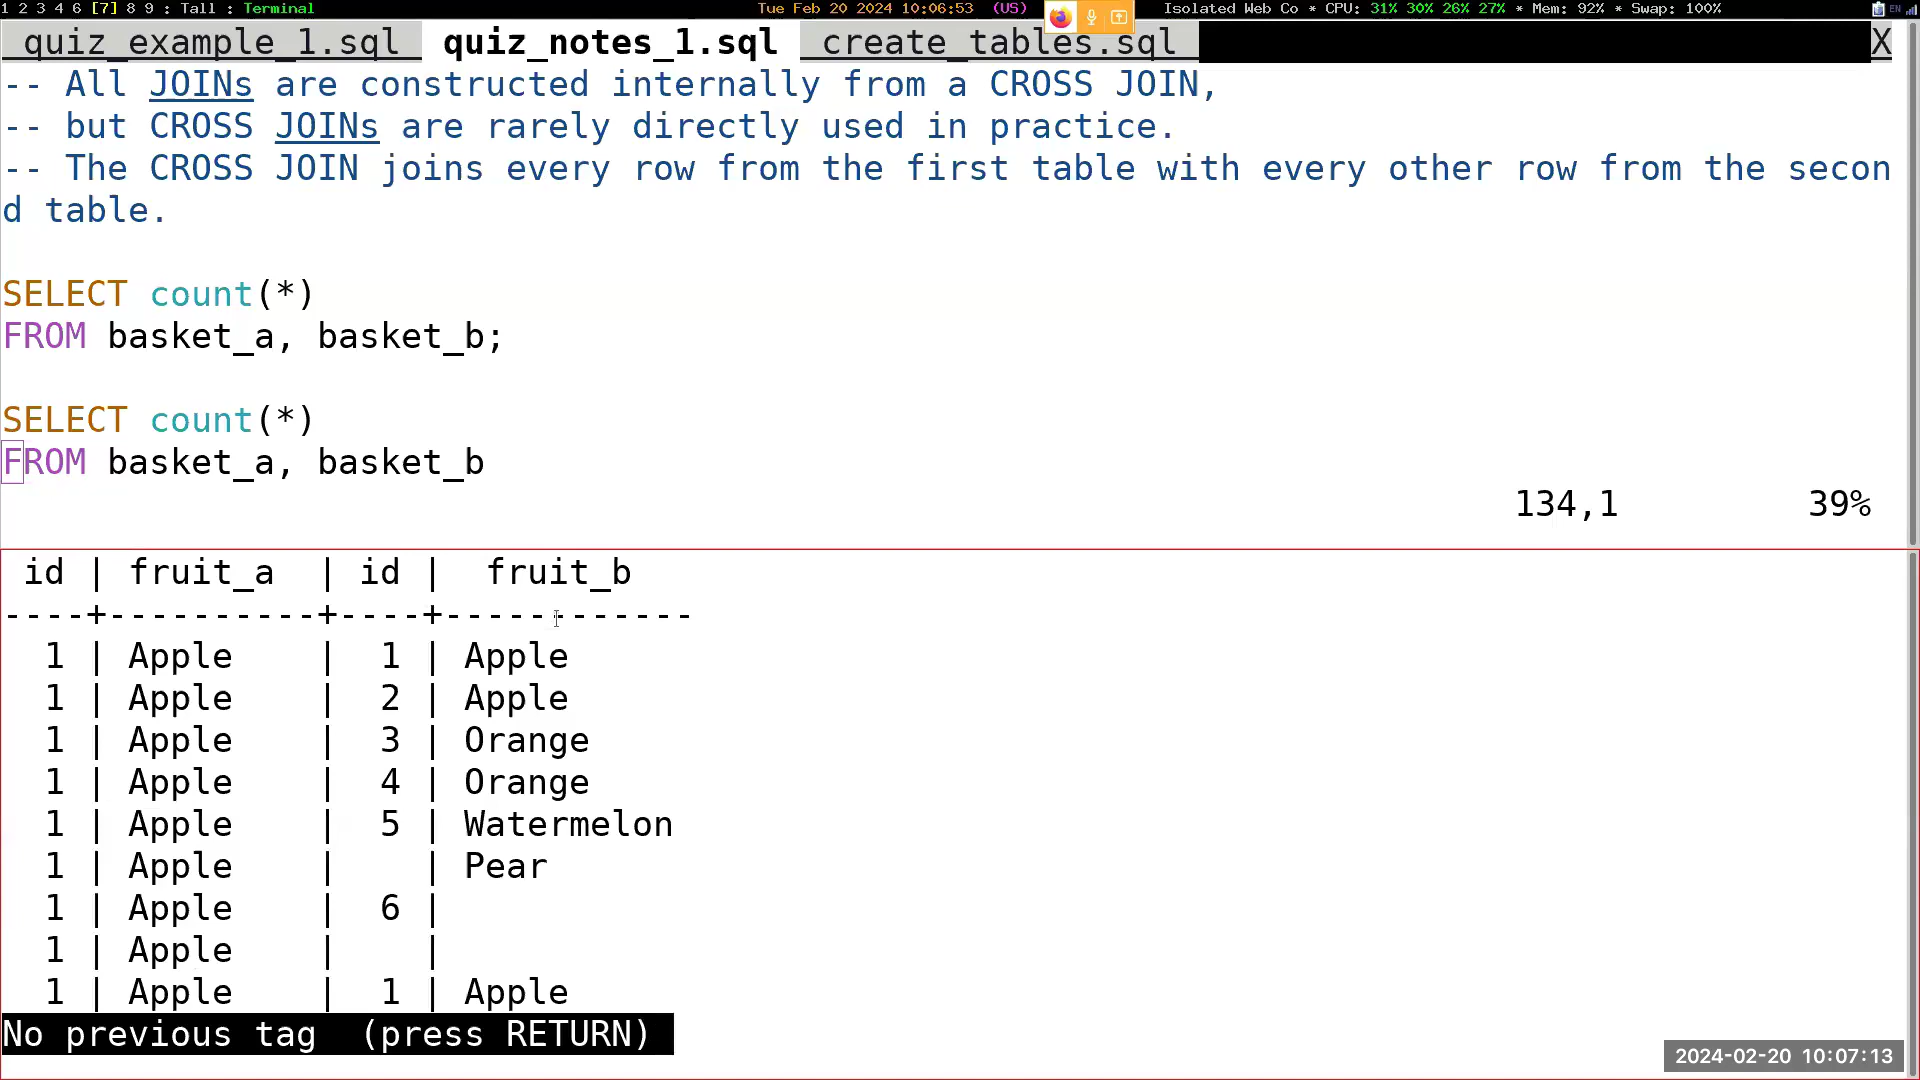 1 2 3 4 6 [7] 8 9 : Tall : Terminal Tue Feb 20 2024 10:06:53 (US) Isolated Web Co * CPU: 31% 30% 26% 27% * Mem: 92% * Swap: 100% EN
quiz_example_1.sql quiz_notes_1.sql create_tables.sql X
-- All JOINs are constructed internally from a CROSS JOIN,
-- but CROSS JOINs are rarely directly used in practice.
-- The CROSS JOIN joins every row from the first table with every other row from the secon
d table.
SELECT count(*)
FROM basket_a, basket_b;
SELECT count(*)
FROM basket_a, basket_b
134,1 39%
id | fruit_a | id | fruit_b
----+----------+----+------------
1 | Apple | 1 | Apple
1 | Apple | 2 | Apple
1 | Apple | 3 | Orange
1 | Apple | 4 | Orange
1 | Apple | 5 | Watermelon
1 | Apple | | Pear
1 | Apple | 6 |
1 | Apple | |
1 | Apple | 1 | Apple
No previous tag (press RETURN)
2024-02-20 10:07:13